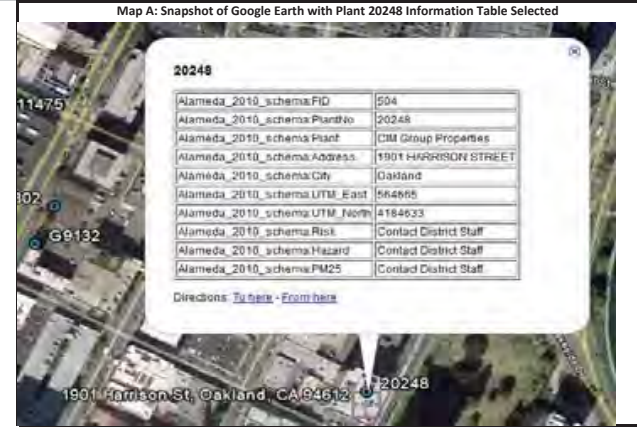 Map A: Snapshot of Google Earth with Plant 20248 Information Table Selected
20248
Alameda_2010_schema:FID 504
Alameda_2010_schema:PlantNo 20248
Alameda_2010_schema:Plant CIM Group Properties
Alameda_2010_schema:Address 1901 HARRISON STREET
Alameda_2010_schema:City Oakland
Alameda_2010_schema:UTM_East 564665
Alameda_2010_schema:UTM_North 4184633
Alameda_2010_schema:Risk Contact District Staff
Alameda_2010_schema:Hazard Contact District Staff
Alameda_2010_schema:PM25 Contact District Staff
Directions: To here - From here
11475
G9132
1901 Harrison St, Oakland, CA 94612
20248